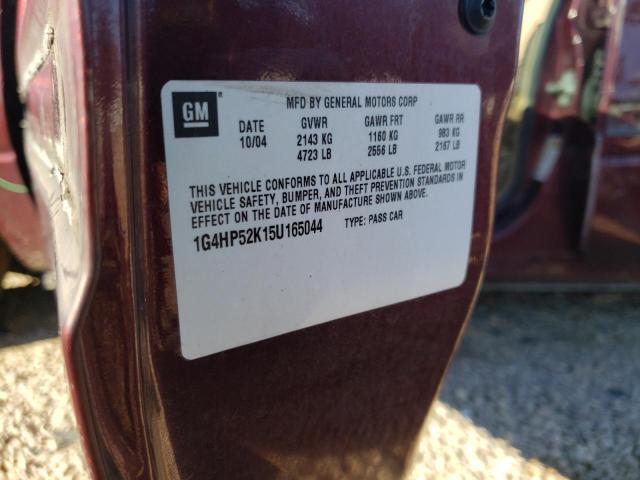 GM ®
MFD BY GENERAL MOTORS CORP
DATE GVWR GAWR FRT GAWR RR
10/04 2143 KG 1160 KG 983 KG
4723 LB 2556 LB 2167 LB
THIS VEHICLE CONFORMS TO ALL APPLICABLE U.S. FEDERAL MOTOR
VEHICLE SAFETY, BUMPER, AND THEFT PREVENTION STANDARDS IN
EFFECT ON THE DATE OF MANUFACTURE SHOWN ABOVE.
1G4HP52K15U165044 TYPE: PASS CAR